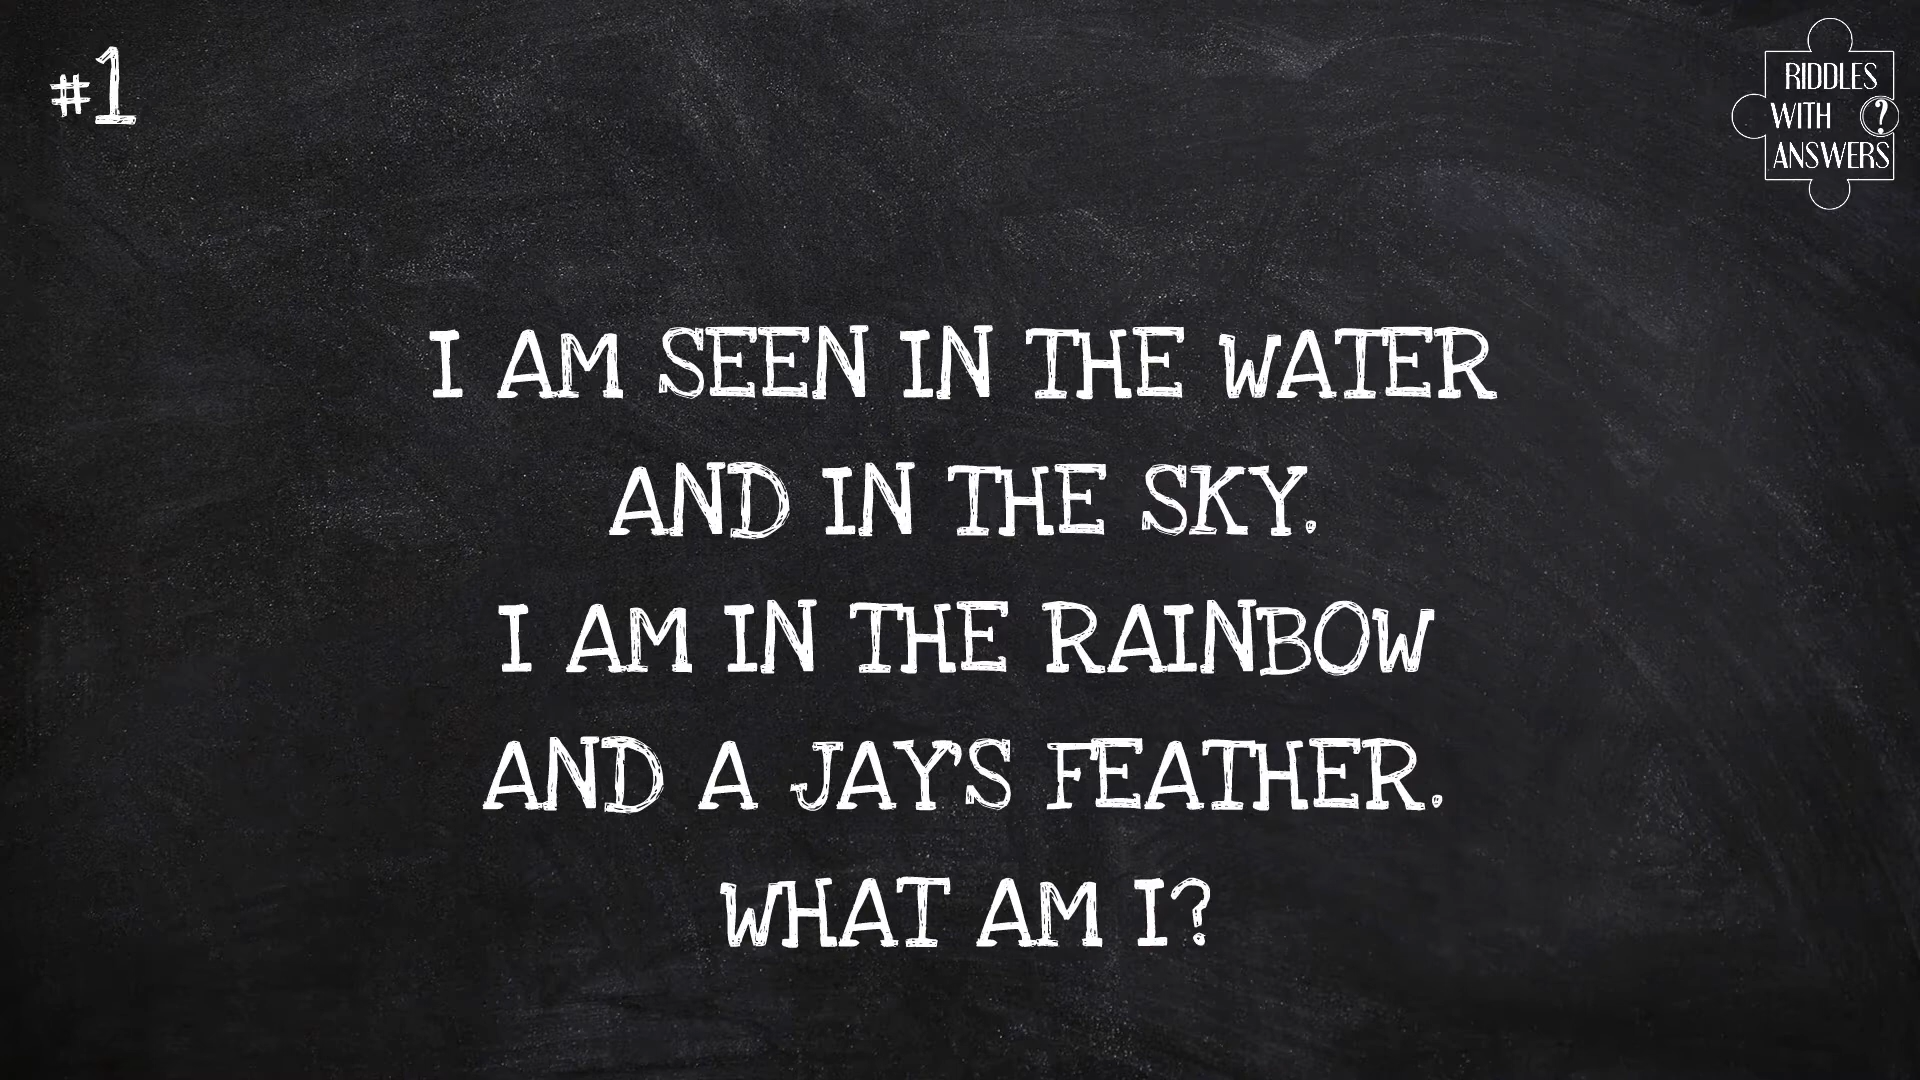 #1
RIDDLES
WITH ?
ANSWERS
I AM SEEN IN THE WATER
AND IN THE SKY.
I AM IN THE RAINBOW
AND A JAY'S FEATHER.
WHAT AM I?